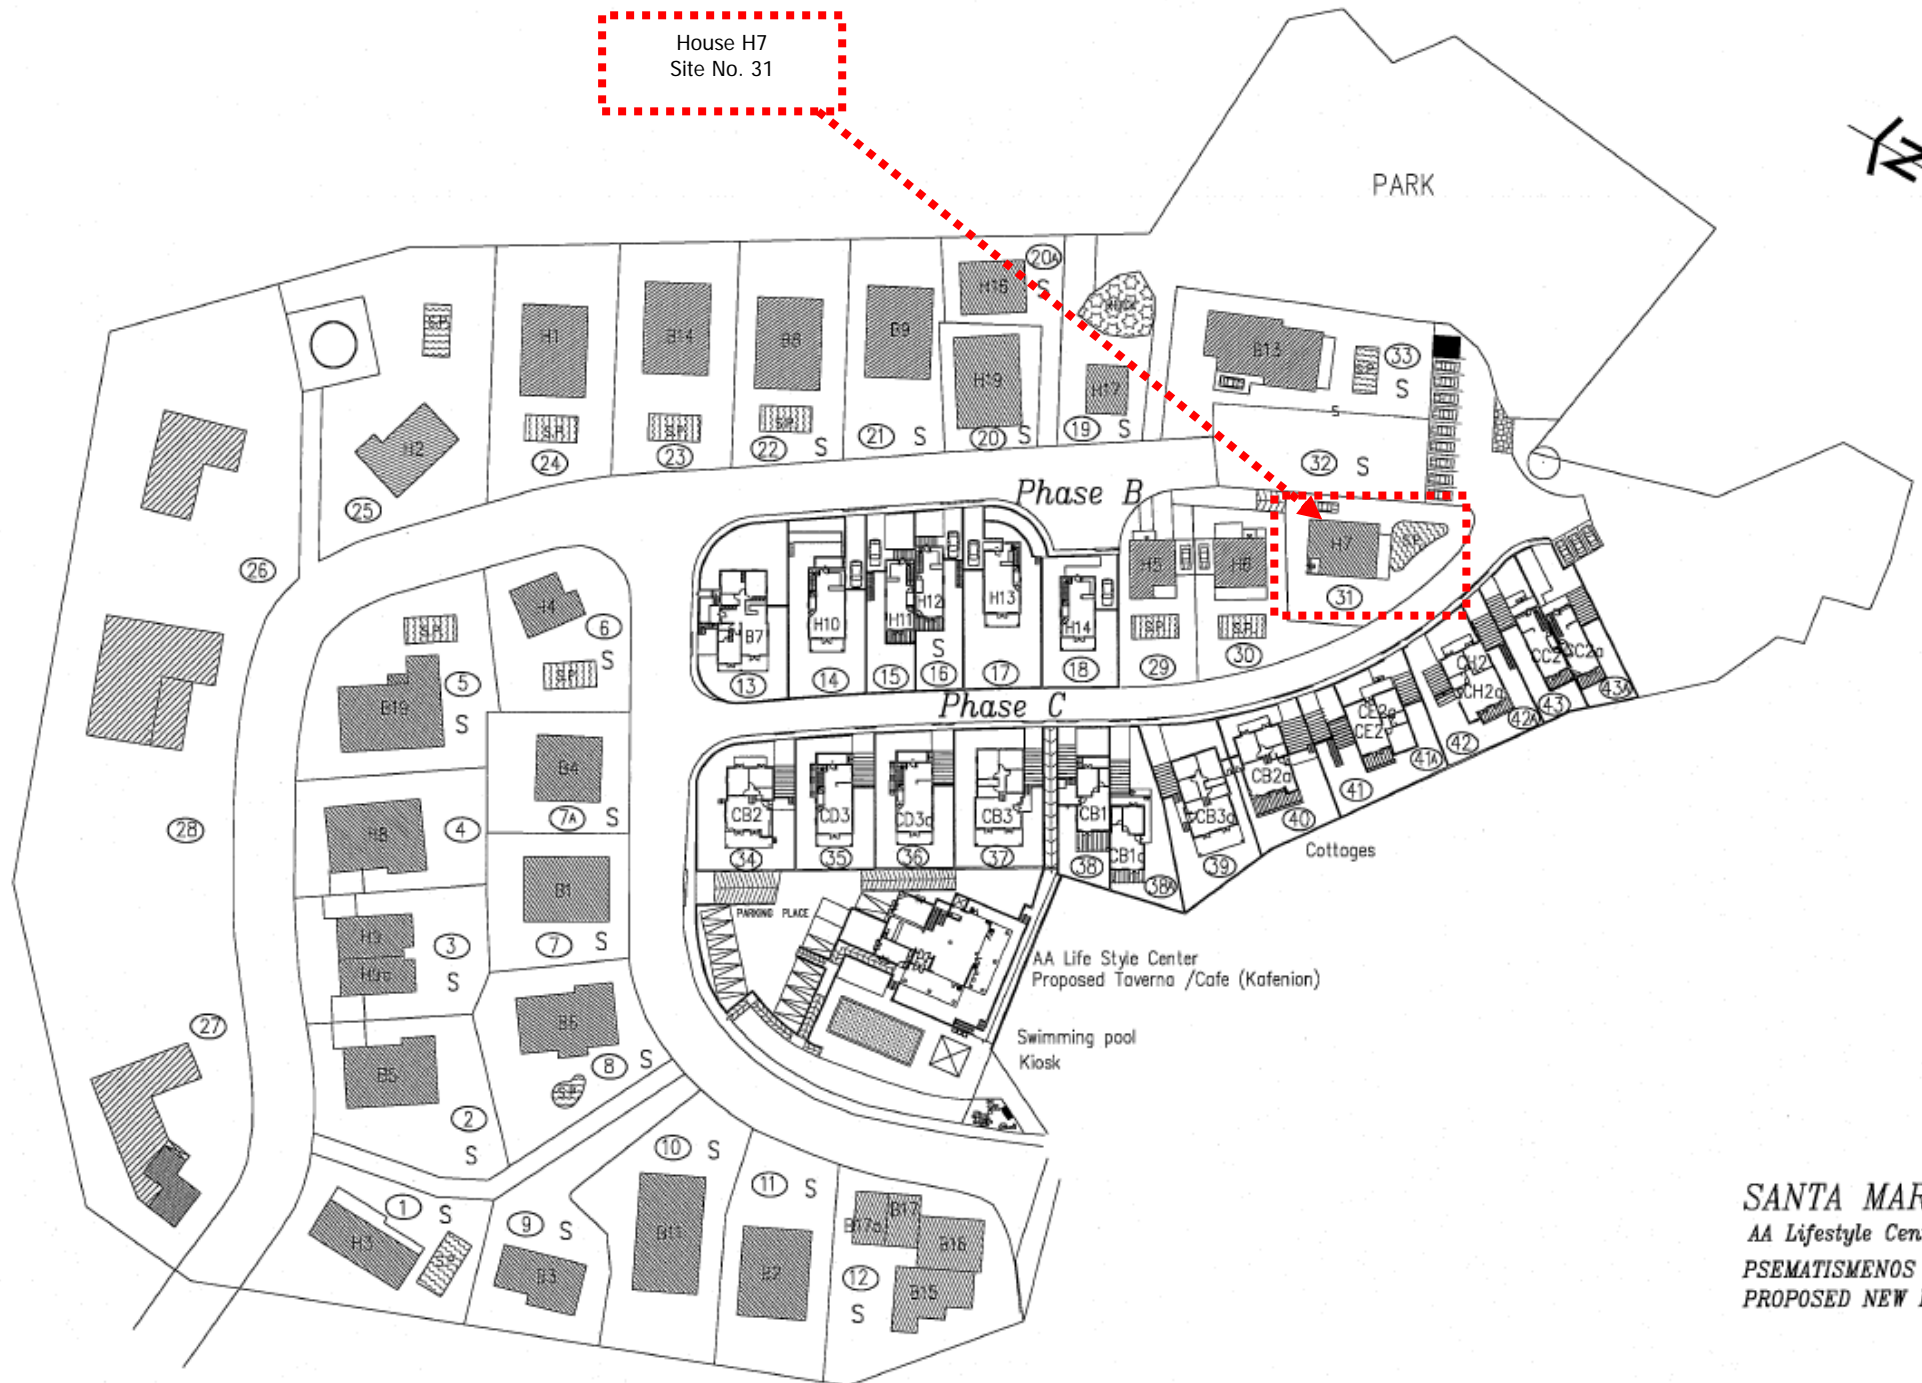 House H7
Site No. 31
N
PARK
20A
H16
S
ROCK
H1
B14
B8
B9
H19
H17
B13
S.P.
33
S
S.P.
H2
S.P.
S.P.
S.P.
24
23
22
S
21
S
20
S
19
S
S
25
32
S
Phase B
26
H4
6
S
S.P.
S.P.
5
S
B19
B7
H10
H11
H12
S
H13
H14
H5
H6
H7
S.P.
S.P.
S.P.
31
13
14
15
16
17
18
29
30
Phase C
CH2
CH2a
CC2
CC2a
CE2a
CE2
43A
43
42A
42
41A
41
40
39
B4
7A
S
28
H8
4
CB2
CD3
CD3a
CB3
CB1
CB1a
CB3a
CB2a
34
35
36
37
38
38A
Cottages
B1
7
S
PARKING PLACE
H9
H9a
3
S
AA Life Style Center
Proposed Taverna /Cafe (Kafenion)
27
B6
8
S
S.P.
Swimming pool
Kiosk
B5
2
S
10
S
11
S
1
S
9
S
H3
S.P.
B3
B11
B2
B17a
B17
B16
B15
12
S
SANTA MAR
AA Lifestyle Cen
PSEMATISMENOS
PROPOSED NEW